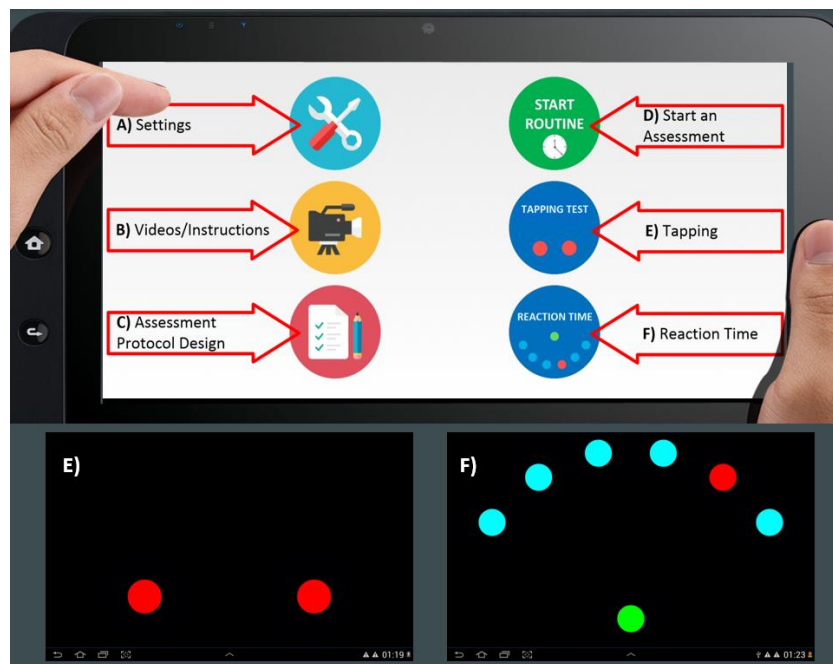 A) Settings
START
ROUTINE
D) Start an
Assessment
B) Videos/Instructions
TAPPING TEST
E) Tapping
C) Assessment
Protocol Design
REACTION TIME
F) Reaction Time
E)
F)
01:19
01:23